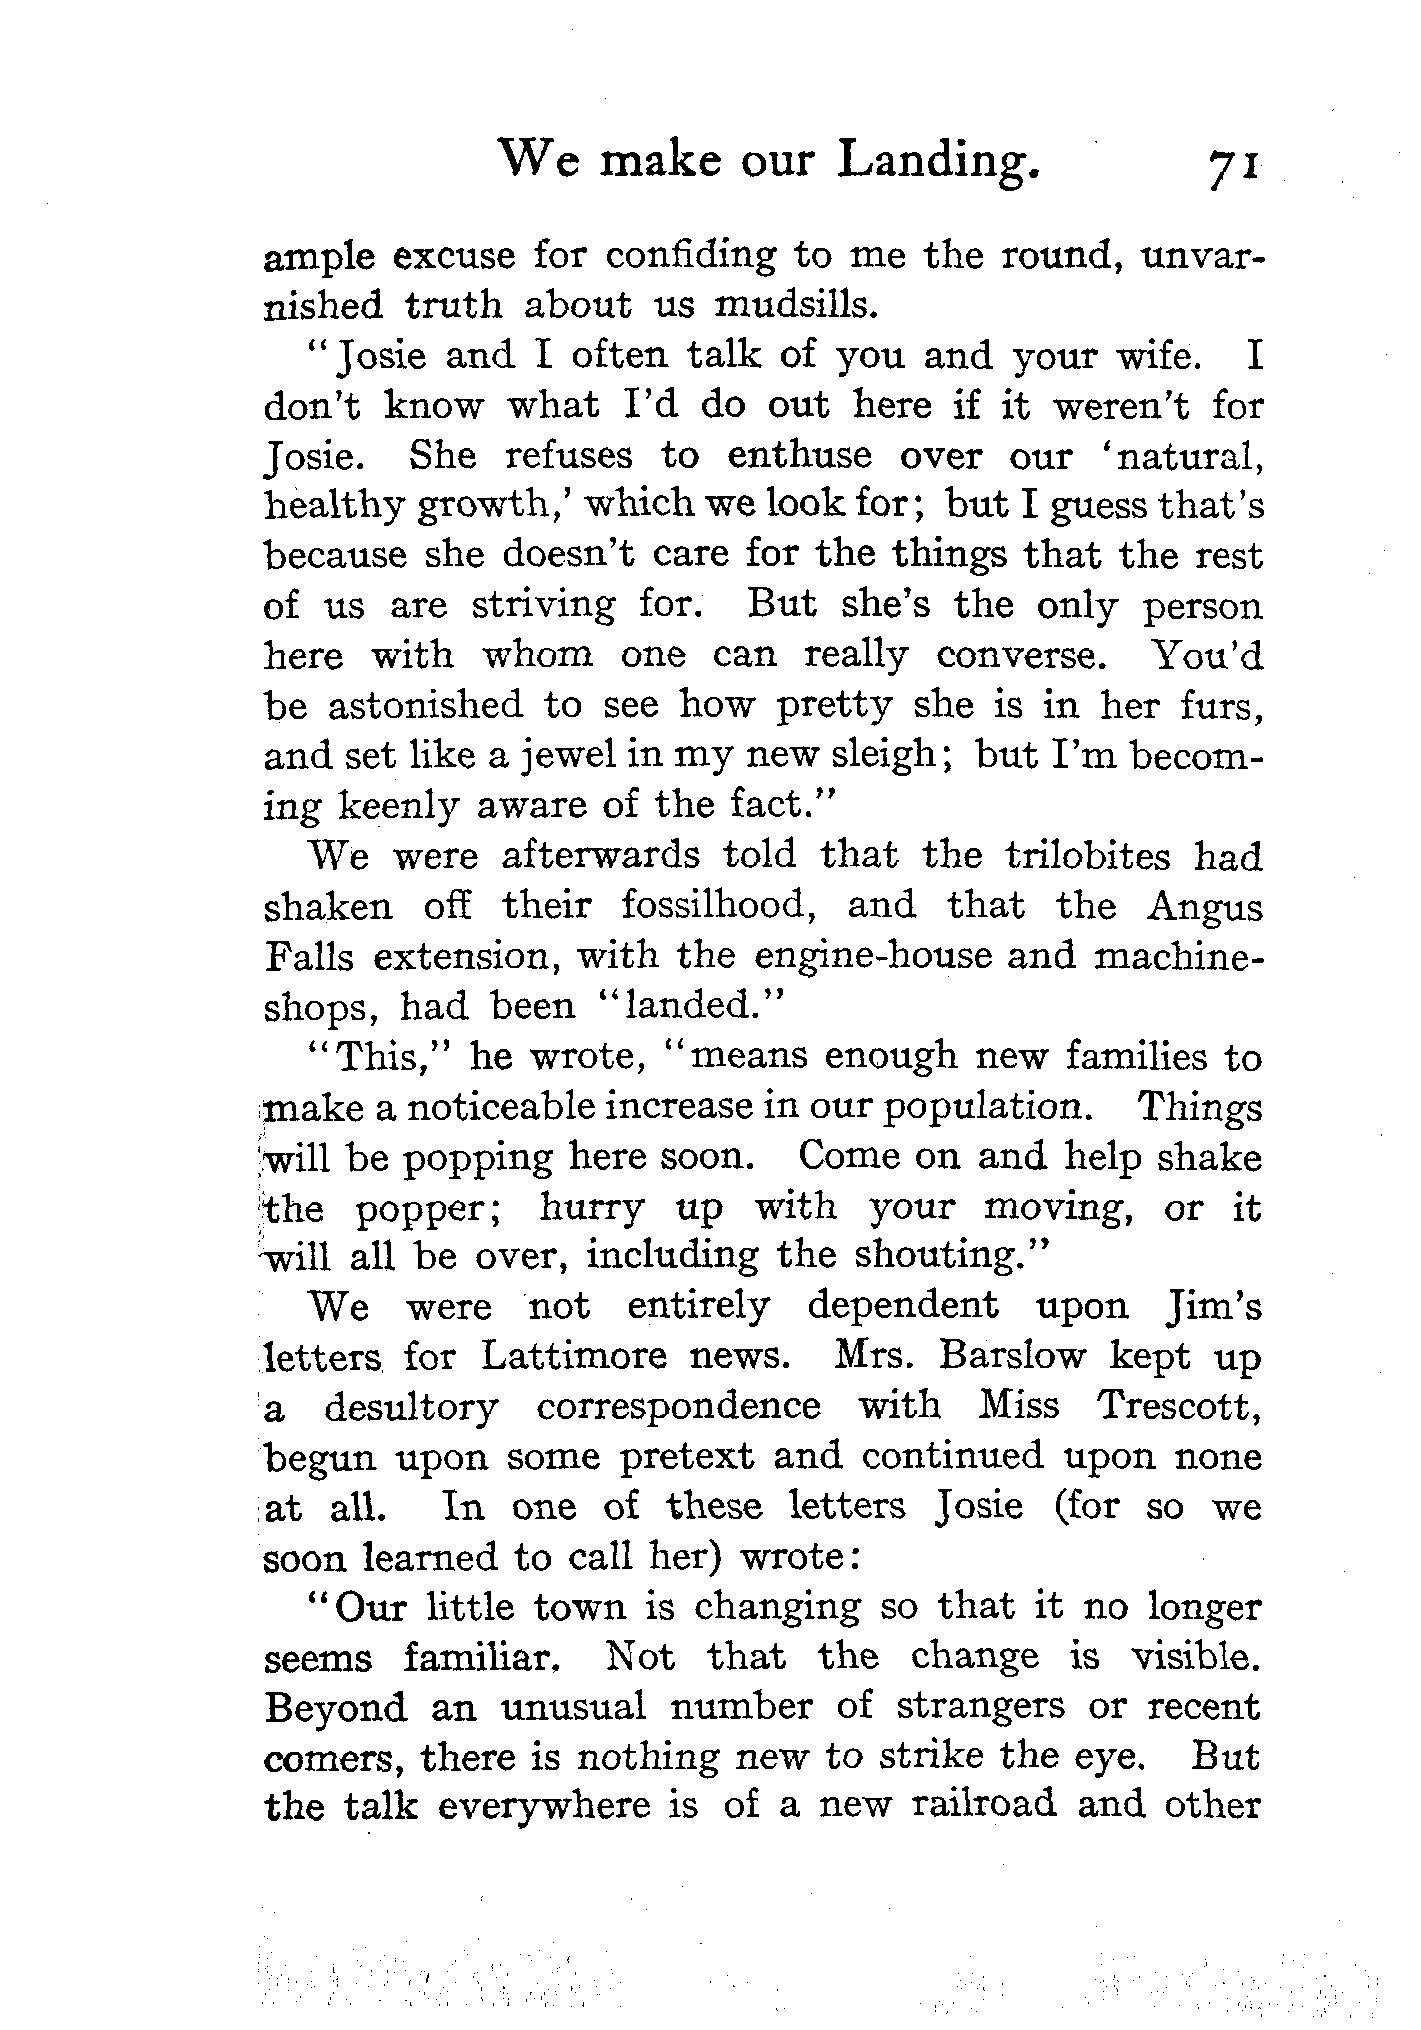 We make our Landing. 71
ample excuse for confiding to me the round, unvar-
nished truth about us mudsills.
"Josie and I often talk of you and your wife. I
don't know what I'd do out here if it weren't for
Josie. She refuses to enthuse over our 'natural,
healthy growth,' which we look for; but I guess that's
because she doesn't care for the things that the rest
of us are striving for. But she's the only person
here with whom one can really converse. You'd
be astonished to see how pretty she is in her furs,
and set like a jewel in my new sleigh; but I'm becom-
ing keenly aware of the fact."
We were afterwards told that the trilobites had
shaken off their fossilhood, and that the Angus
Falls extension, with the engine-house and machine-
shops, had been "landed."
"This," he wrote, "means enough new families to
make a noticeable increase in our population. Things
will be popping here soon. Come on and help shake
the popper; hurry up with your moving, or it
will all be over, including the shouting."
We were not entirely dependent upon Jim's
letters for Lattimore news. Mrs. Barslow kept up
a desultory correspondence with Miss Trescott,
begun upon some pretext and continued upon none
at all. In one of these letters Josie (for so we
soon learned to call her) wrote:
"Our little town is changing so that it no longer
seems familiar. Not that the change is visible.
Beyond an unusual number of strangers or recent
comers, there is nothing new to strike the eye. But
the talk everywhere is of a new railroad and other